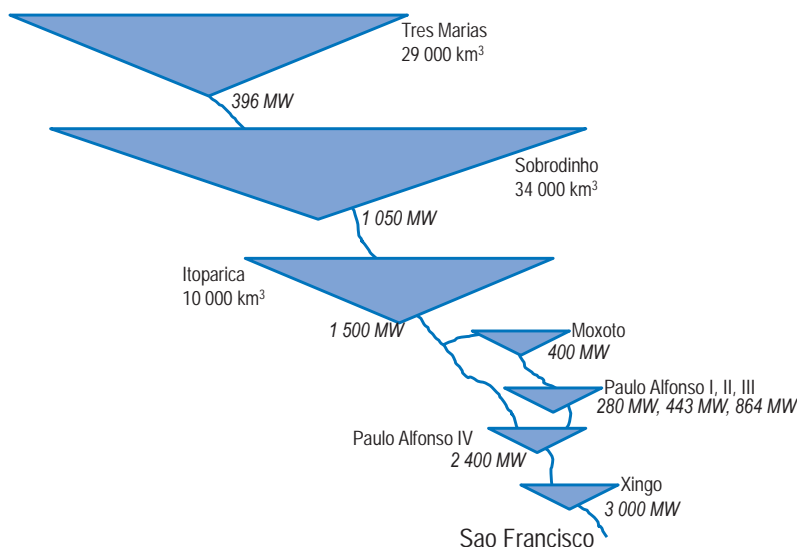 Tres Marias
29 000 km³
396 MW
Sobrodinho
34 000 km³
1 050 MW
Itoparica
10 000 km³
1 500 MW
Moxoto
400 MW
Paulo Alfonso I, II, III
280 MW, 443 MW, 864 MW
Paulo Alfonso IV
2 400 MW
Xingo
3 000 MW
Sao Francisco